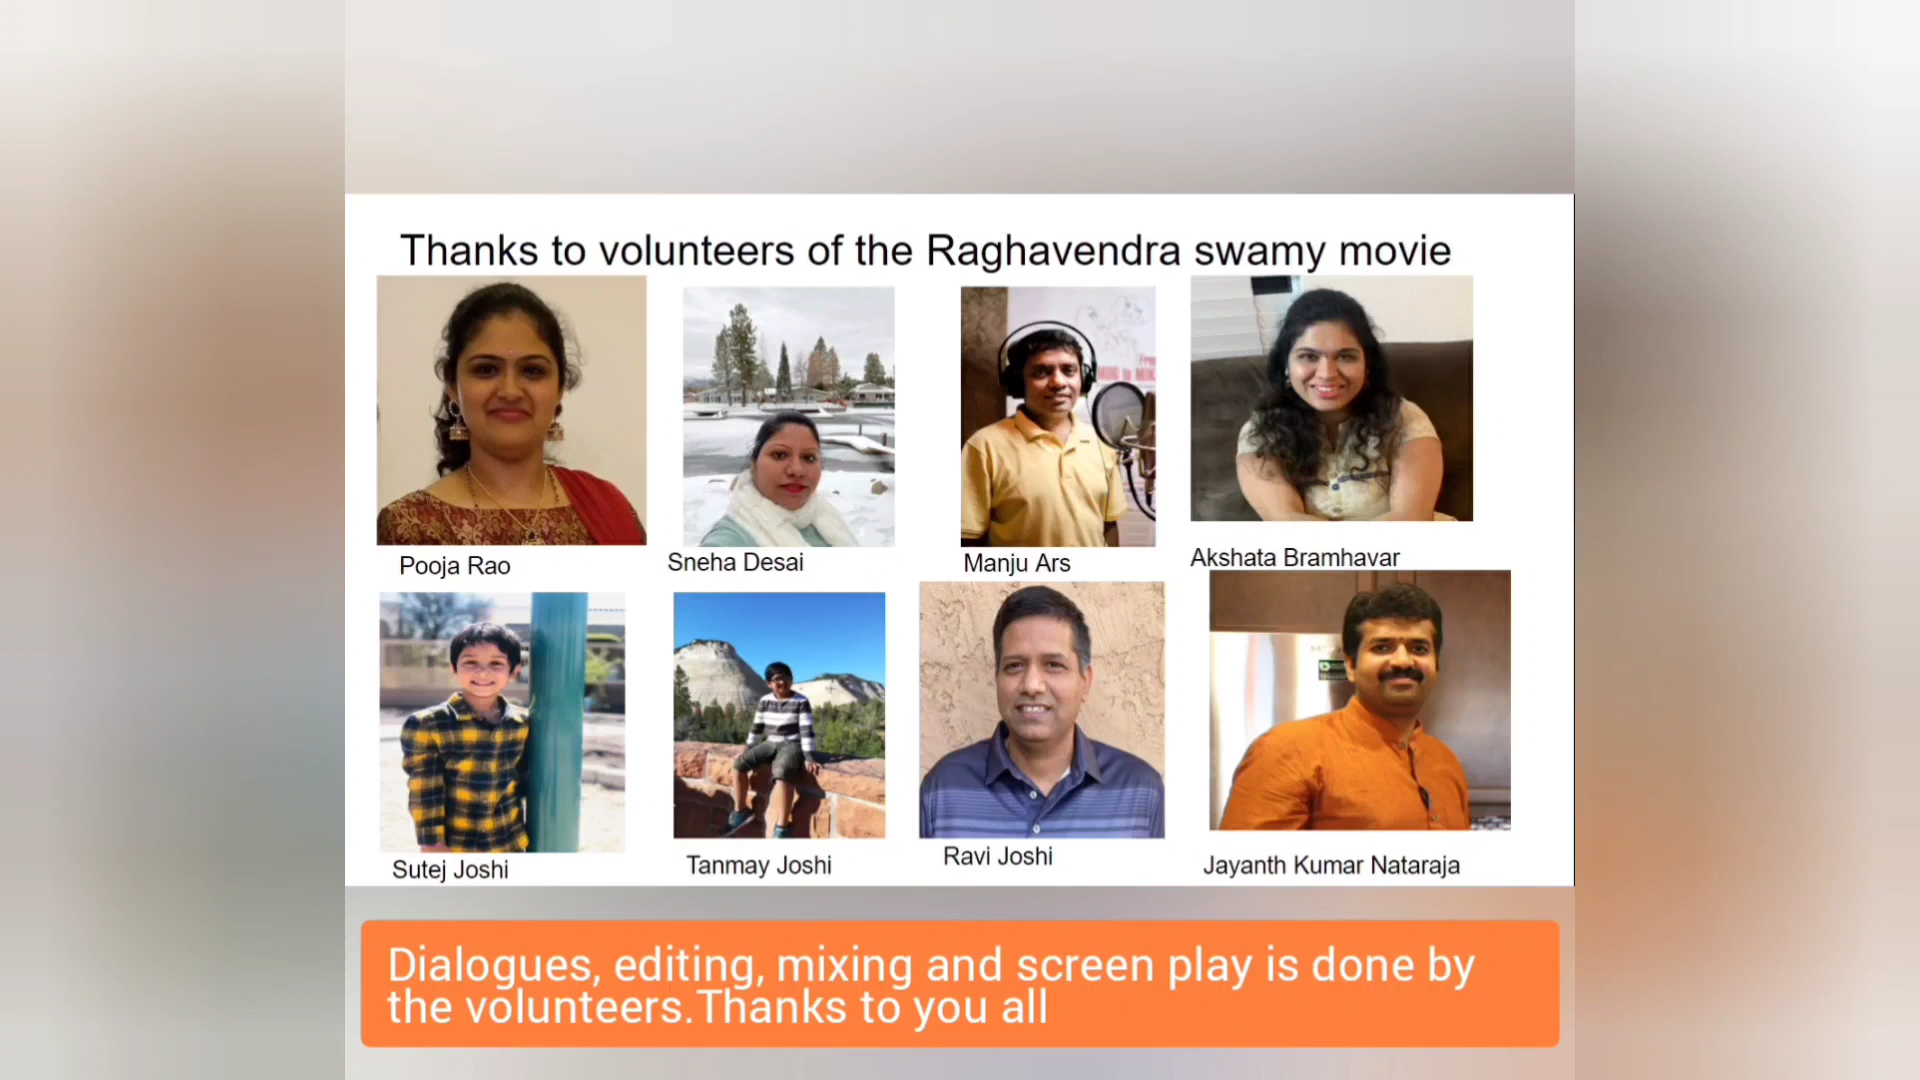 Thanks to volunteers of the Raghavendra swamy movie
Pooja Rao
Sneha Desai
Manju Ars
Akshata Bramhavar
Sutej Joshi
Tanmay Joshi
Ravi Joshi
Jayanth Kumar Nataraja
Dialogues, editing, mixing and screen play is done by
the volunteers.Thanks to you all